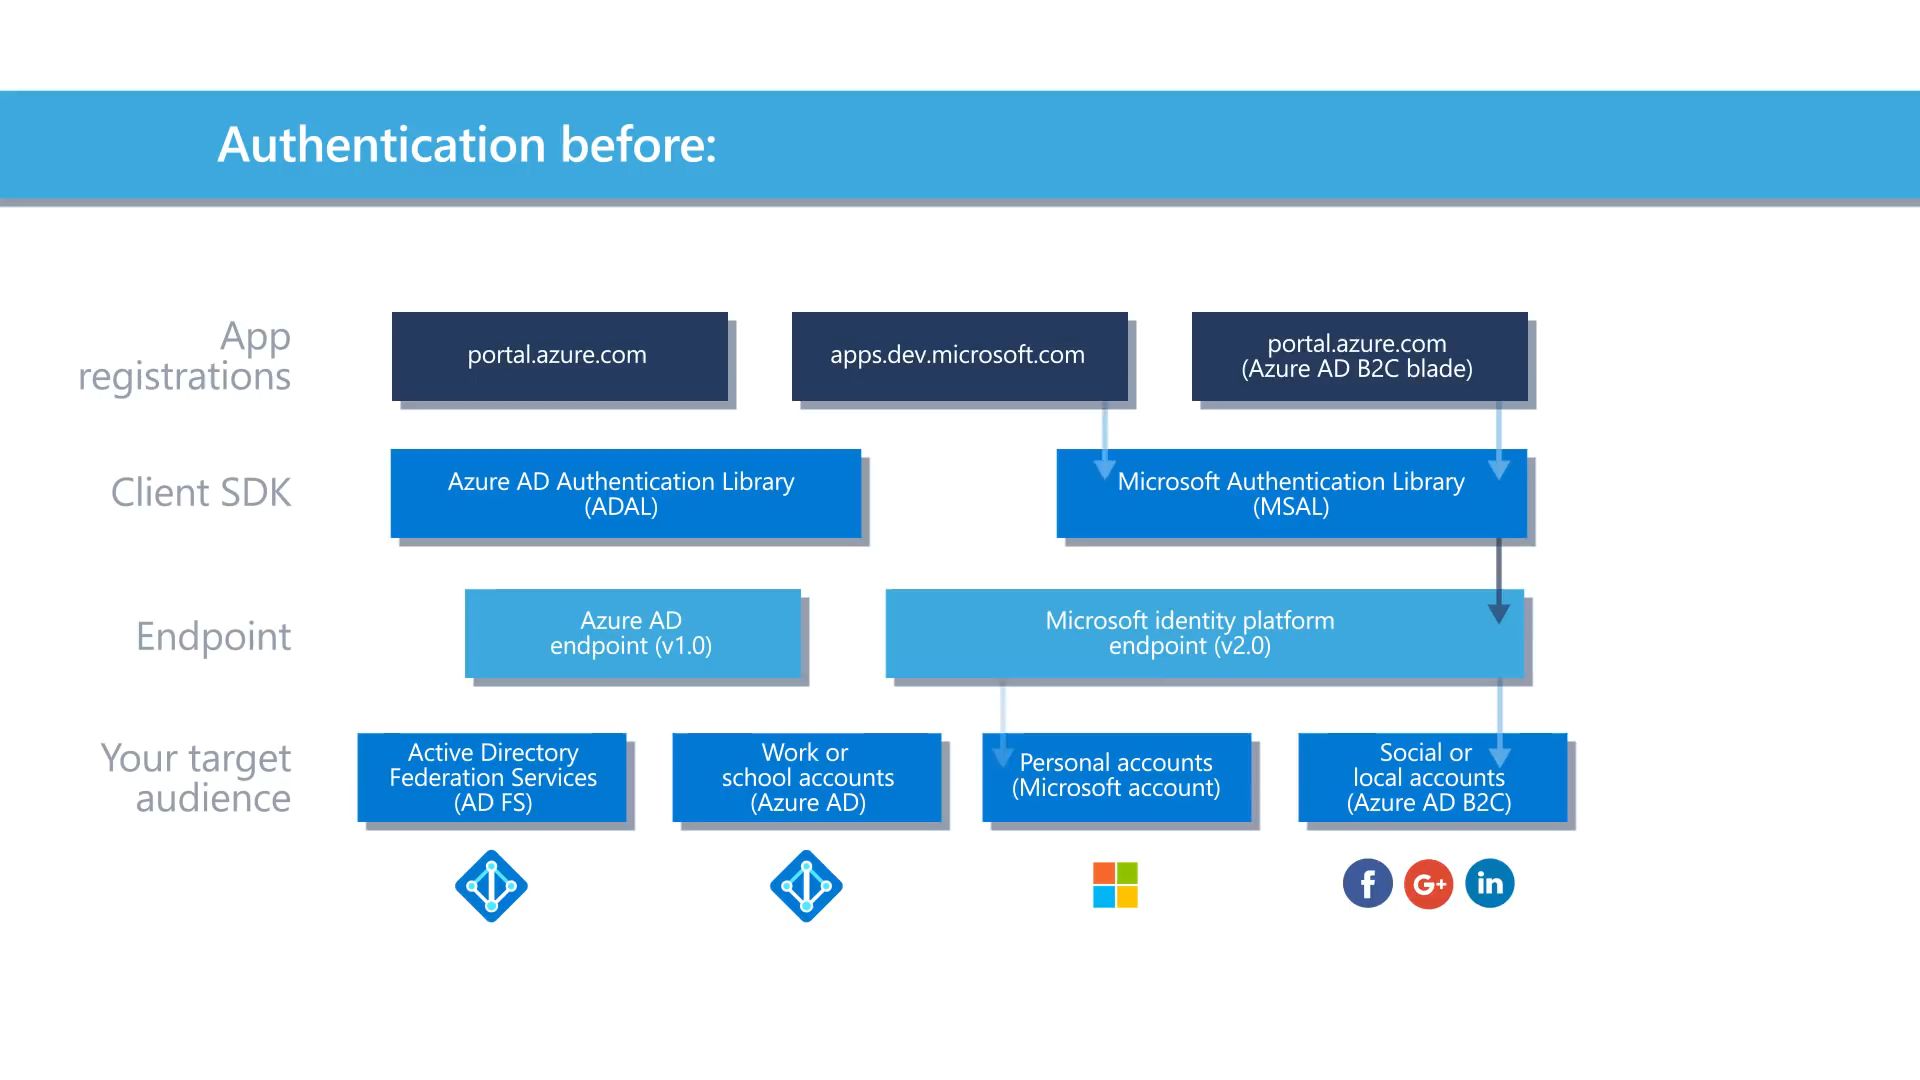 Authentication before:
App
registrations
portal.azure.com
apps.dev.microsoft.com
portal.azure.com
(Azure AD B2C blade)
Client SDK
Azure AD Authentication Library
(ADAL)
Microsoft Authentication Library
(MSAL)
Endpoint
Azure AD
endpoint (v1.0)
Microsoft identity platform
endpoint (v2.0)
Your target
audience
Active Directory
Federation Services
(AD FS)
Work or
school accounts
(Azure AD)
Personal accounts
(Microsoft account)
Social or
local accounts
(Azure AD B2C)
f
G+
in